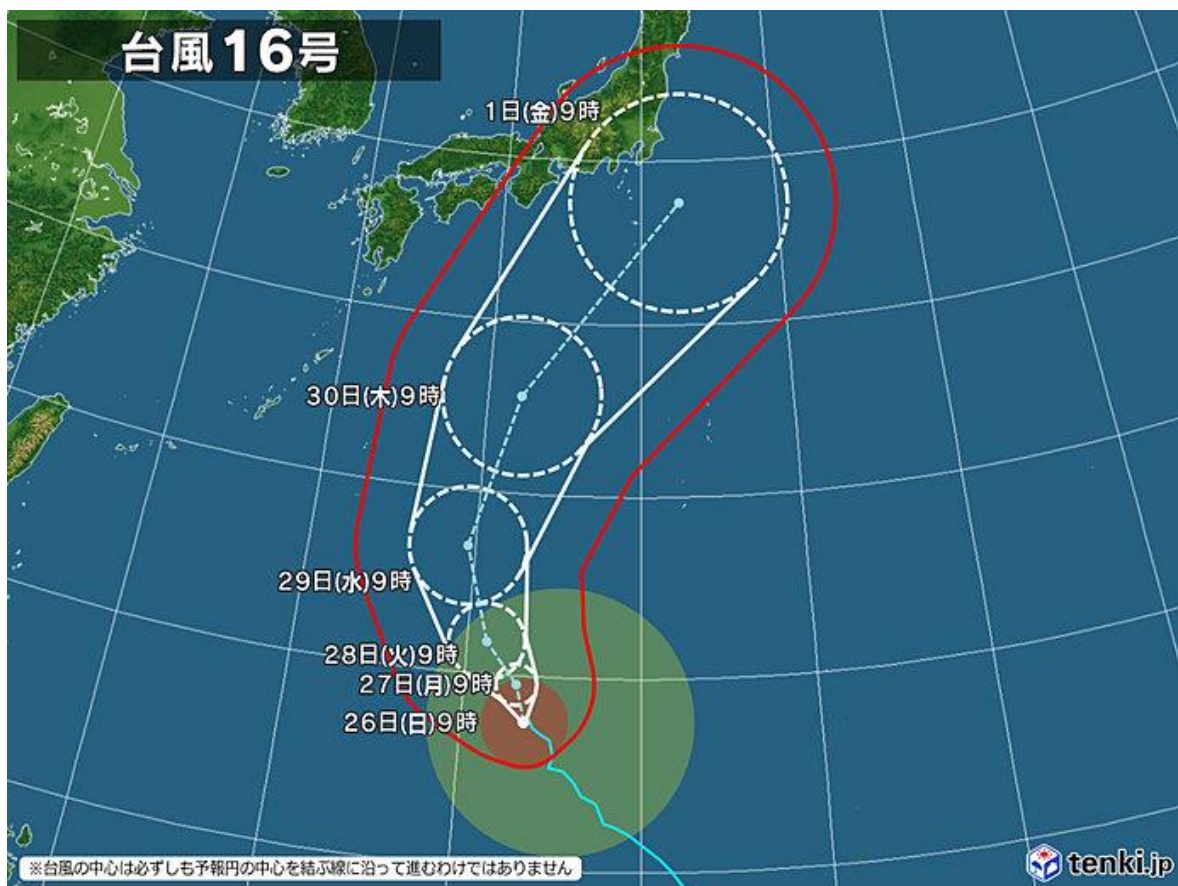 台風16号
1日(金)9時
30日(木)9時
29日(水)9時
28日(火)9時
27日(月)9時
26日(日)9時
※台風の中心は必ずしも予報円の中心を結ぶ線に沿って進むわけではありません
tenki.jp